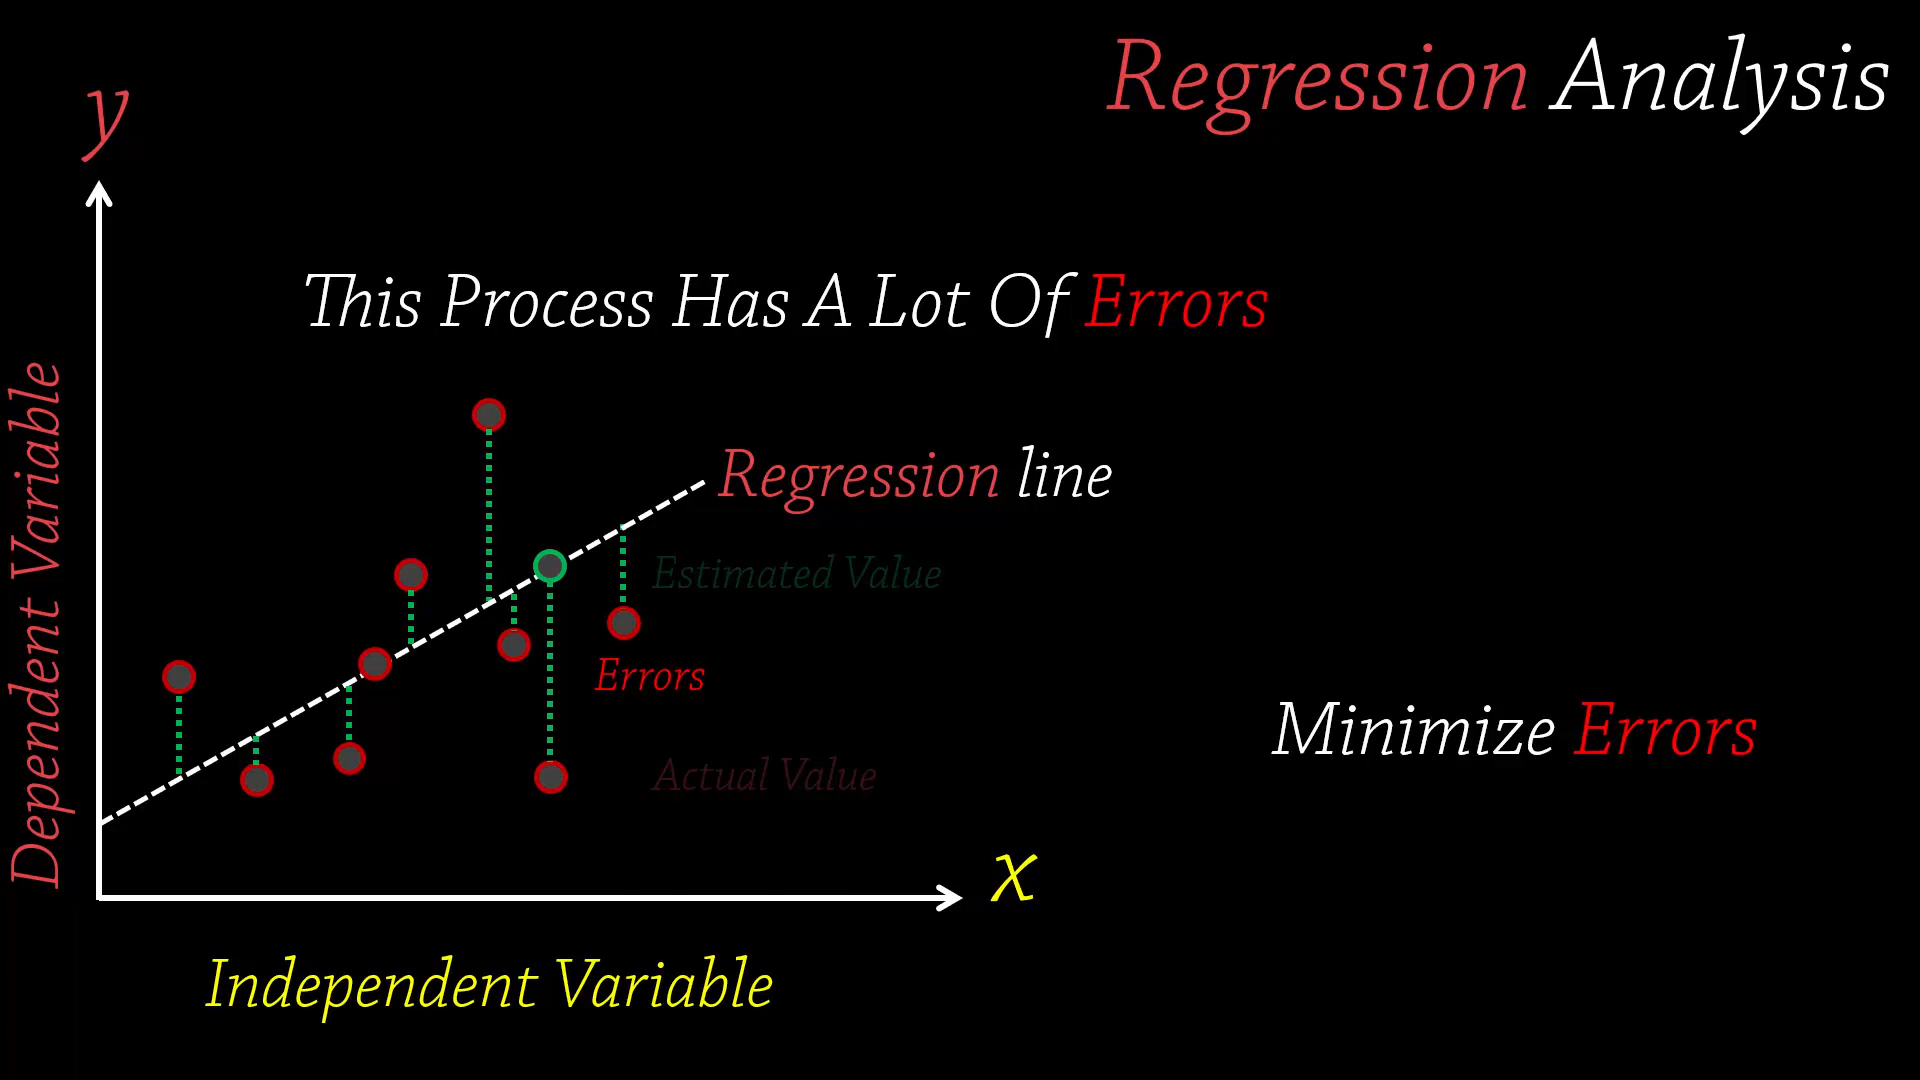 Regression Analysis
y
This Process Has A Lot Of Errors
Dependent Variable
Regression line
Estimated Value
Errors
Minimize Errors
Actual Value
x
Independent Variable